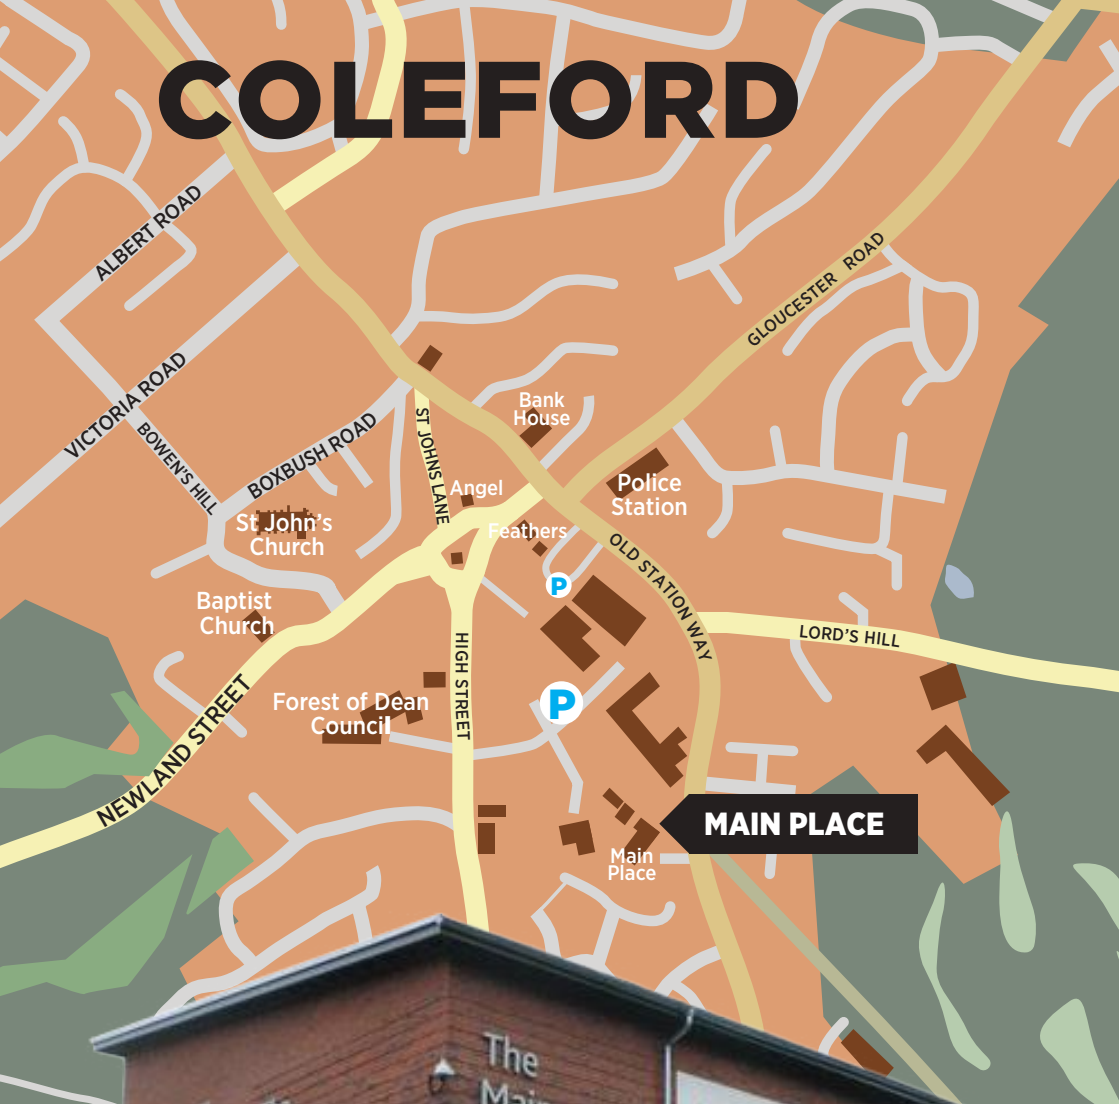 COLEFORD
ALBERT ROAD
GLOUCESTER ROAD
VICTORIA ROAD
BOWEN'S HILL
BOXBUSH ROAD
ST JOHNS LANE
Bank
House
Angel
Police
Station
St John's
Church
Feathers
OLD STATION WAY
P
Baptist
Church
LORD'S HILL
HIGH STREET
Forest of Dean
Council
P
NEWLAND STREET
MAIN PLACE
Main
Place
The
Main